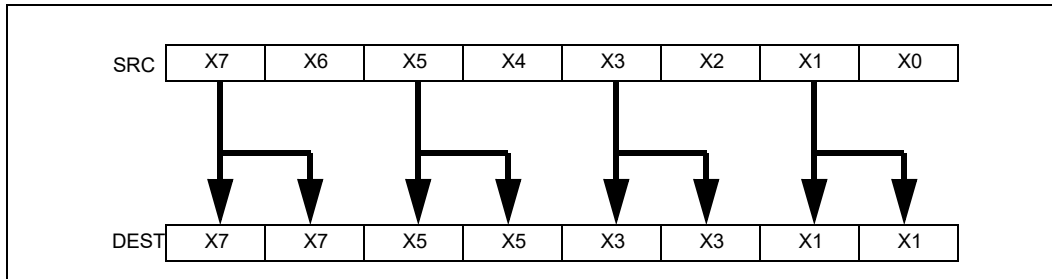 SRC X7 X6 X5 X4 X3 X2 X1 X0
DEST X7 X7 X5 X5 X3 X3 X1 X1